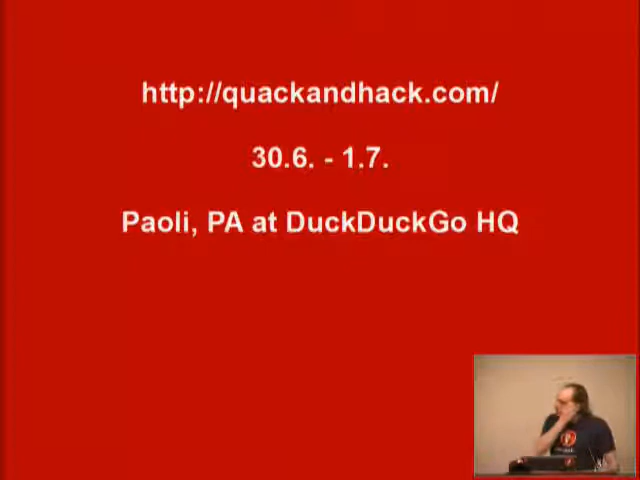 http://quackandhack.com/
30.6. - 1.7.
Paoli, PA at DuckDuckGo HQ